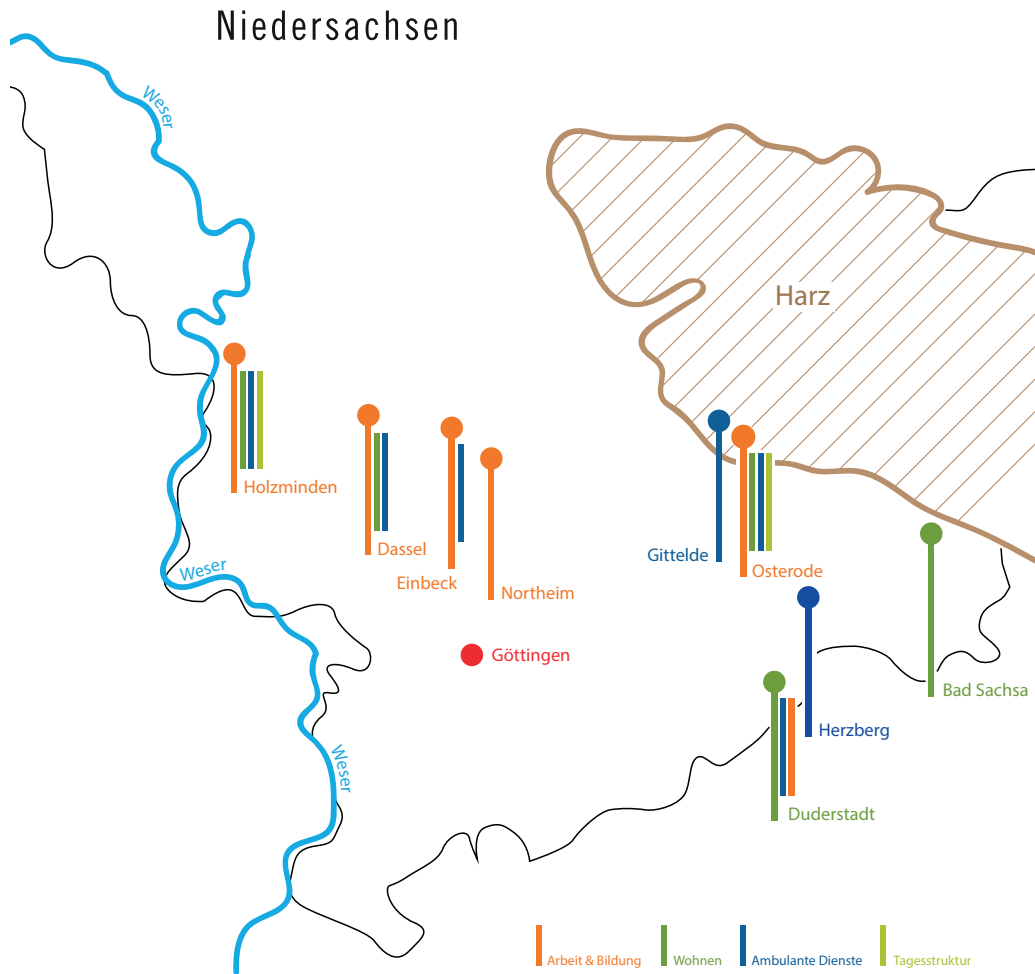 Niedersachsen
Weser
Harz
Holzminden
Dassel
Einbeck
Northeim
Gittelde
Osterode
Weser
Göttingen
Bad Sachsa
Herzberg
Weser
Duderstadt
Arbeit & Bildung
Wohnen
Ambulante Dienste
Tagesstruktur